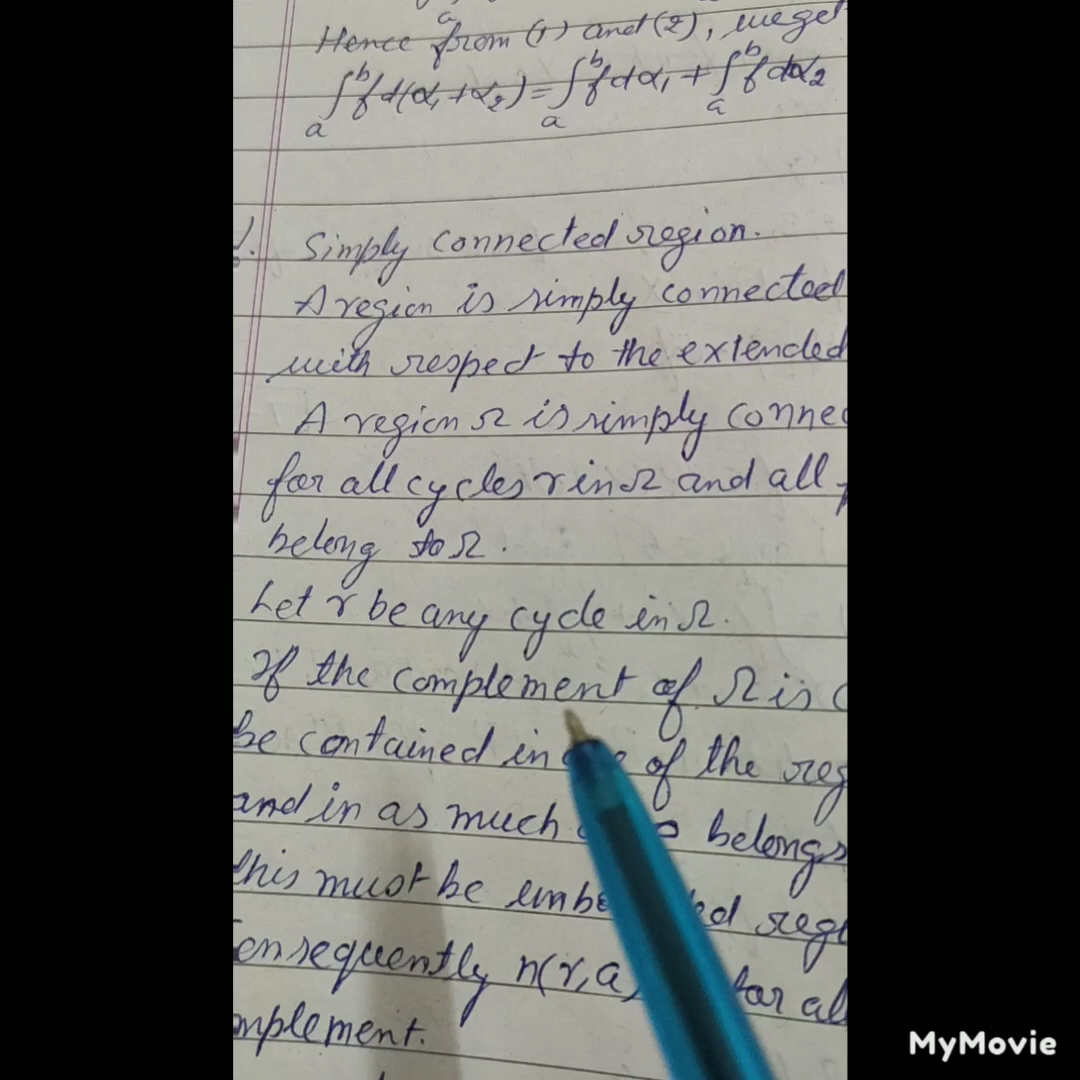 a
Hence from (1) and (2), we get
∫ₐᵇ f d(α₁ + α₂) = ∫ₐᵇ f dα₁ + ∫ₐᵇ f dα₂
1. Simply connected region.
A region is simply connected
with respect to the extended
A region Ω is simply connec
for all cycles γ in Ω and all
belong to Ω.
Let γ be any cycle in Ω.
If the complement of Ω is c
be contained in of the reg
and in as much belongs
this must be reg
ensequently n(γ, a) for al
mplement.
MyMovie